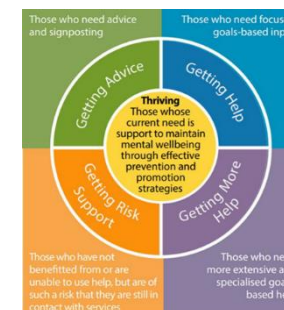 Those who need advice
and signposting
Those who need focus
goals-based inp
Getting Advice
Getting Help
Thriving
Those whose
current need is
support to maintain
mental wellbeing
through effective
prevention and
promotion
strategies
Getting Risk
Support
Getting More
Help
Those who have not
benefitted from or are
unable to use help, but are of
such a risk that they are still in
contact with services
Those who ne
more extensive a
specialised goa
based he